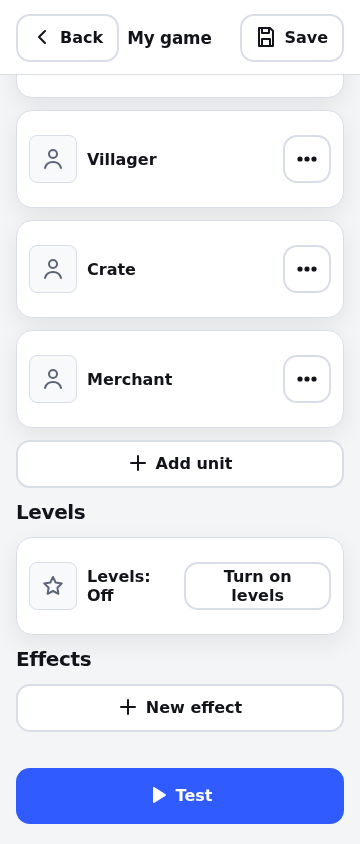 Back
My game
Save
Villager
Crate
Merchant
Add unit
Levels
Levels:
Off
Turn on
levels
Effects
New effect
Test